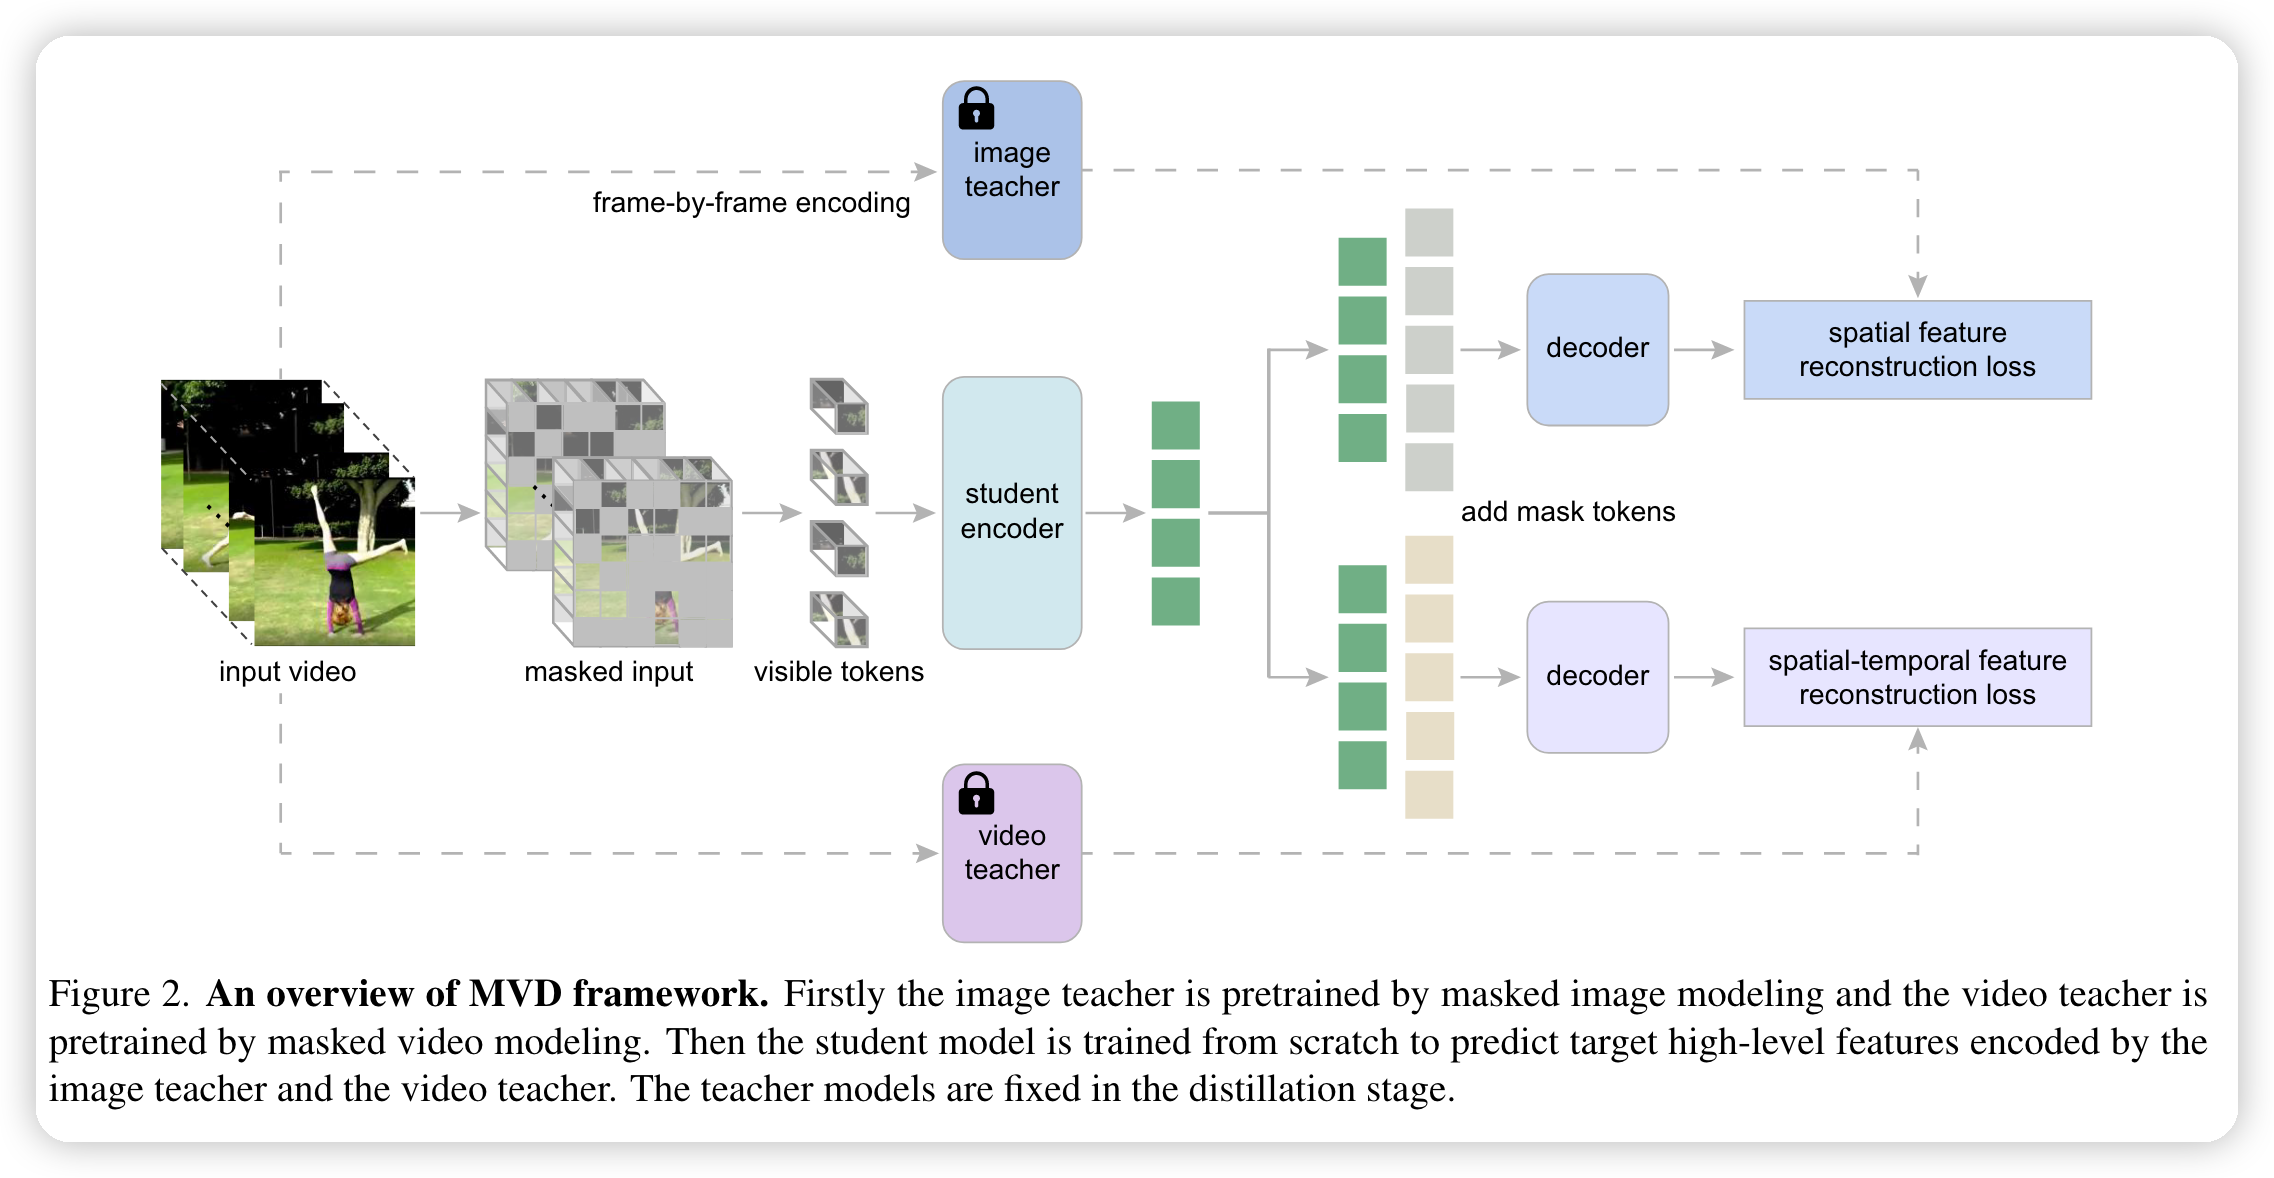 image
teacher
frame-by-frame encoding
decoder
spatial feature
reconstruction loss
student
encoder
add mask tokens
input video
masked input
visible tokens
decoder
spatial-temporal feature
reconstruction loss
video
teacher
Figure 2. An overview of MVD framework. Firstly the image teacher is pretrained by masked image modeling and the video teacher is
pretrained by masked video modeling. Then the student model is trained from scratch to predict target high-level features encoded by the
image teacher and the video teacher. The teacher models are fixed in the distillation stage.